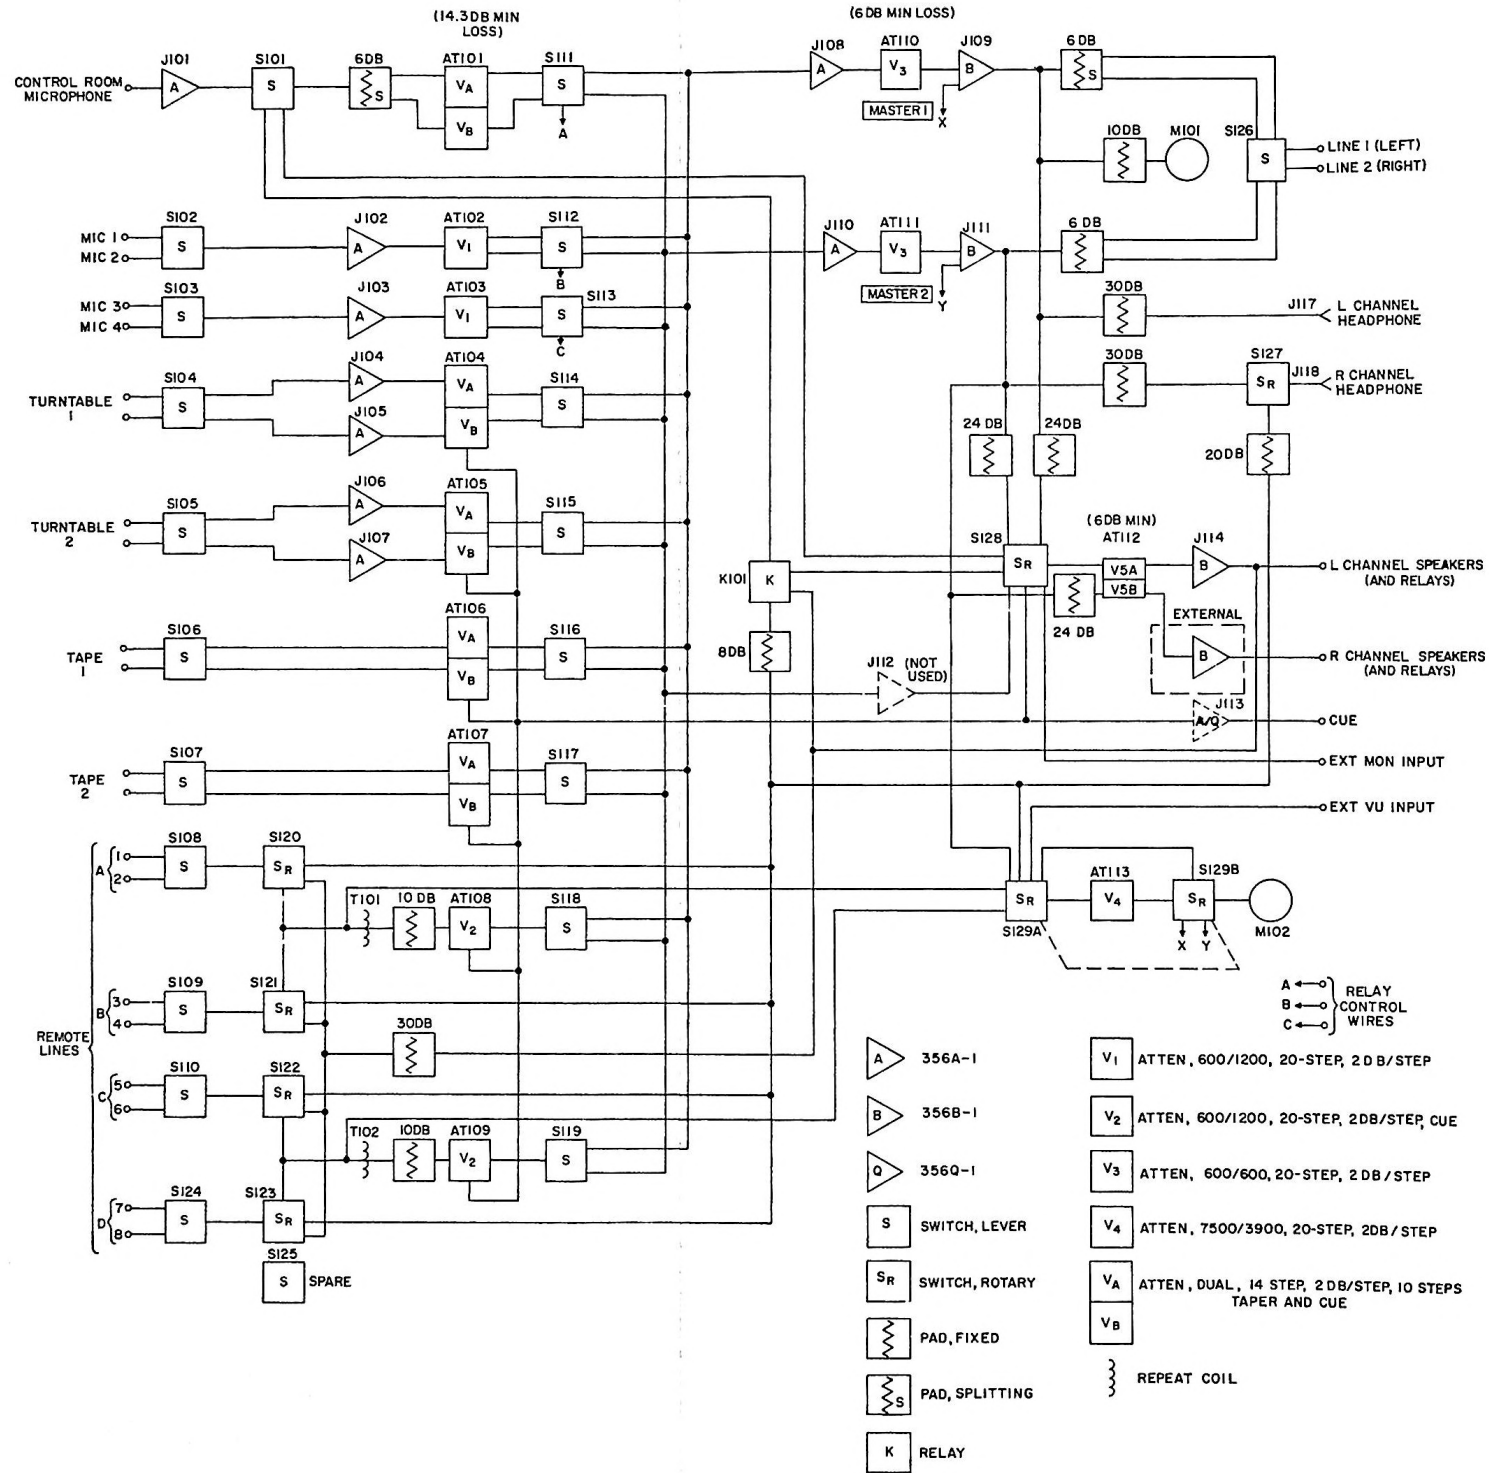 (14.3DB MIN
LOSS)
(6DB MIN LOSS)
J101
S101
6DB
AT101
S111
J108
AT110
J109
6DB
CONTROL ROOM
MICROPHONE
A
S
S
VA
VB
S
A
A
V3
B
S
MASTER 1
X
10DB
M101
S126
S
LINE 1 (LEFT)
LINE 2 (RIGHT)
S102
J102
AT102
S112
J110
AT111
J111
6 DB
MIC 1
MIC 2
S
A
V1
S
B
A
V3
B
MASTER 2
Y
S103
J103
AT103
S113
MIC 3
MIC 4
S
A
V1
S
C
30DB
J117
L CHANNEL
HEADPHONE
30DB
S127
SR
J118
R CHANNEL
HEADPHONE
S104
J104
AT104
S114
TURNTABLE
1
S
A
J105
A
VA
VB
S
24 DB
24DB
20DB
S105
J106
AT105
S115
TURNTABLE
2
S
A
J107
A
VA
VB
S
S128
SR
(6DB MIN)
AT112
V5A
V5B
J114
B
L CHANNEL SPEAKERS
(AND RELAYS)
K101
K
24 DB
EXTERNAL
B
R CHANNEL SPEAKERS
(AND RELAYS)
8DB
S106
AT106
S116
TAPE
1
S
VA
VB
S
J112
(NOT
USED)
J113
A/Q
CUE
S107
AT107
S117
TAPE
2
S
VA
VB
S
EXT MON INPUT
EXT VU INPUT
REMOTE
LINES
S108
S120
A
1
2
S
SR
T101
10 DB
AT108
V2
S118
S
S129A
SR
AT113
V4
S129B
SR
X
Y
M102
S109
S121
B
3
4
S
SR
30DB
A
B
C
RELAY
CONTROL
WIRES
S110
S122
C
5
6
S
SR
T102
10DB
AT109
V2
S119
S
S124
S123
D
7
8
S
SR
S125
S
SPARE
A
356A-1
B
356B-1
Q
356Q-1
S
SWITCH, LEVER
SR
SWITCH, ROTARY
PAD, FIXED
S
PAD, SPLITTING
K
RELAY
V1
ATTEN, 600/1200, 20-STEP, 2DB/STEP
V2
ATTEN, 600/1200, 20-STEP, 2DB/STEP, CUE
V3
ATTEN, 600/600, 20-STEP, 2DB/STEP
V4
ATTEN, 7500/3900, 20-STEP, 2DB/STEP
VA
VB
ATTEN, DUAL, 14 STEP, 2DB/STEP, 10 STEPS
TAPER AND CUE
REPEAT COIL